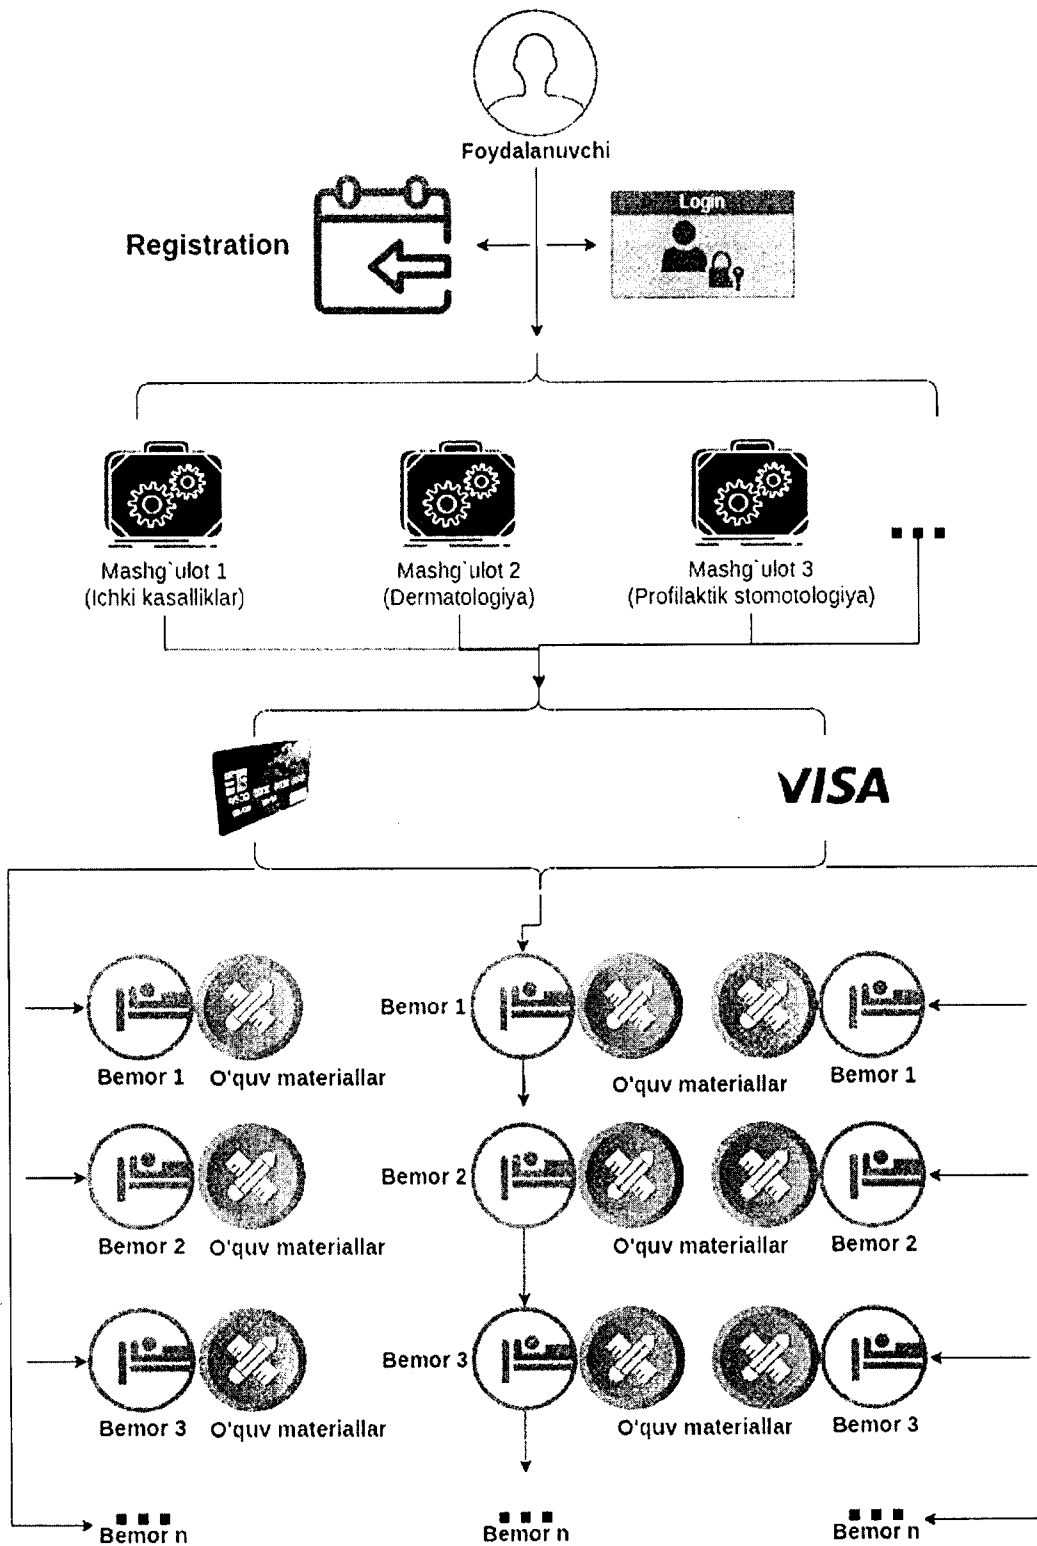 Foydalanuvchi
Registration
Login
Mashg`ulot 1
(Ichki kasalliklar)
Mashg`ulot 2
(Dermatologiya)
Mashg`ulot 3
(Profilaktik stomotologiya)
VISA
Bemor 1
O'quv materiallar
Bemor 1
O'quv materiallar
Bemor 1
Bemor 2
O'quv materiallar
Bemor 2
O'quv materiallar
Bemor 2
Bemor 3
O'quv materiallar
Bemor 3
O'quv materiallar
Bemor 3
Bemor n
Bemor n
Bemor n